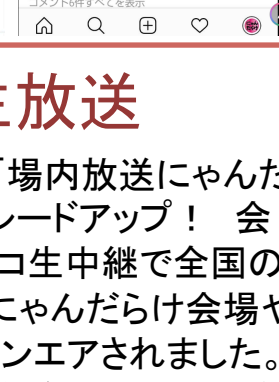 コメント6件すべてを表示
生放送
「場内放送にゃんだ
レードアップ！　会
コ生中継で全国の
にゃんだらけ会場や
ンエアされました。